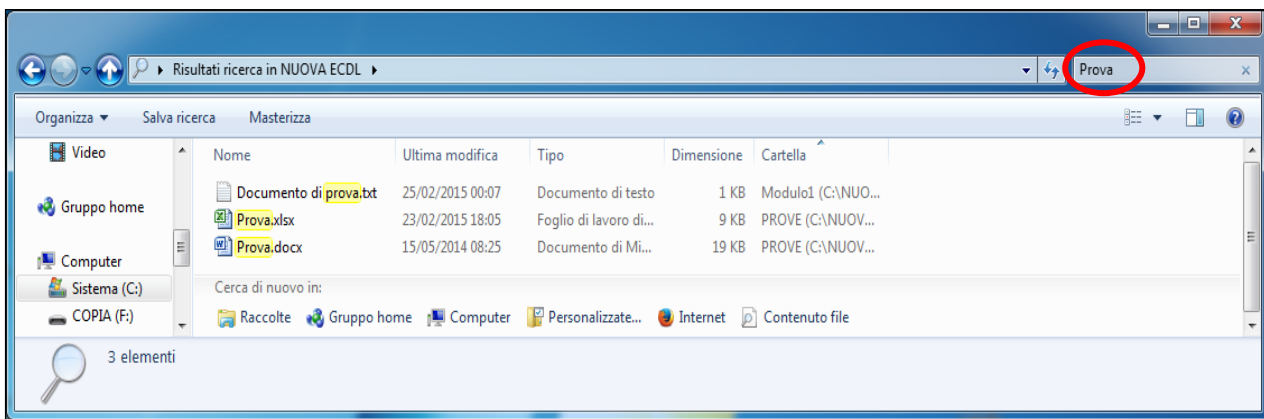 Risultati ricerca in NUOVA ECDL
Prova
Organizza Salva ricerca Masterizza
Video
Gruppo home
Computer
Sistema (C:)
COPIA (F:)
Nome Ultima modifica Tipo Dimensione Cartella
Documento di prova.txt 25/02/2015 00:07 Documento di testo 1 KB Modulo1 (C:\NUO...
Prova.xlsx 23/02/2015 18:05 Foglio di lavoro di... 9 KB PROVE (C:\NUOV...
Prova.docx 15/05/2014 08:25 Documento di Mi... 19 KB PROVE (C:\NUOV...
Cerca di nuovo in:
Raccolte Gruppo home Computer Personalizzate... Internet Contenuto file
3 elementi